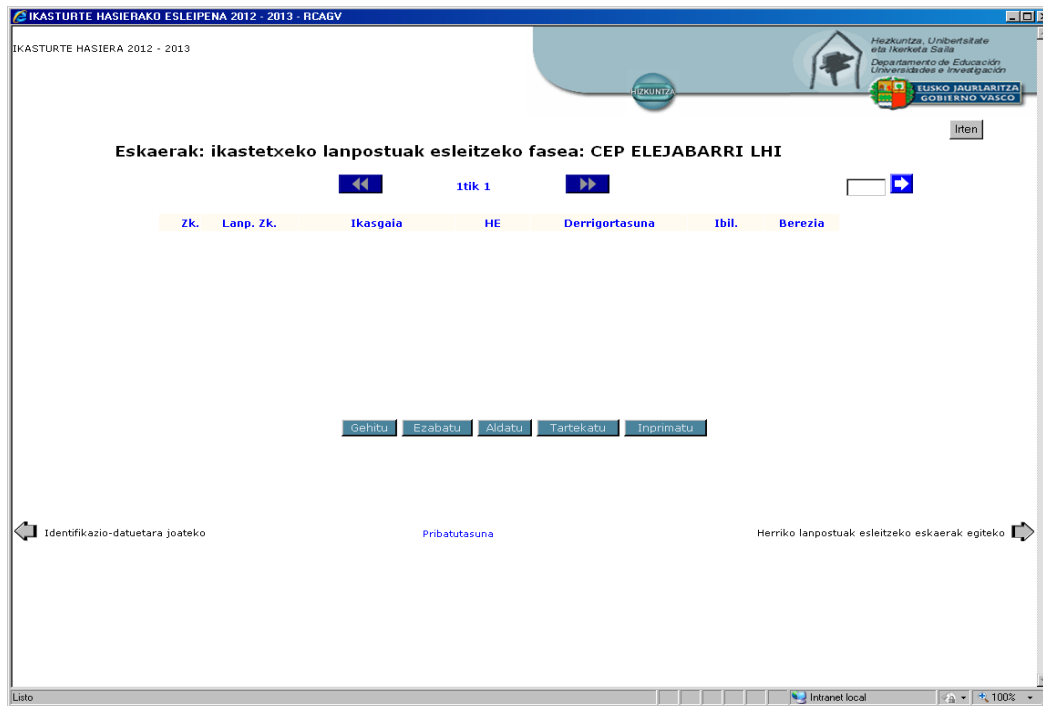 IKASTURTE HASIERAKO ESLEIPENA 2012 - 2013 - RCAGV
IKASTURTE HASIERA 2012 - 2013
Hezkuntza, Unibertsitate
eta Ikerketa Saila
Departamento de Educación
Universidades e Investigación
HIZKUNTZA
EUSKO JAURLARITZA
GOBIERNO VASCO
Irten
Eskaerak: ikastetxeko lanpostuak esleitzeko fasea: CEP ELEJABARRI LHI
1tik 1
Zk. Lanp. Zk. Ikasgaia HE Derrigortasuna Ibil. Berezia
Gehitu Ezabatu Aldatu Tartekatu Inprimatu
Identifikazio-datuetara joateko Pribatutasuna Herriko lanpostuak esleitzeko eskaerak egiteko
Listo Intranet local 100%